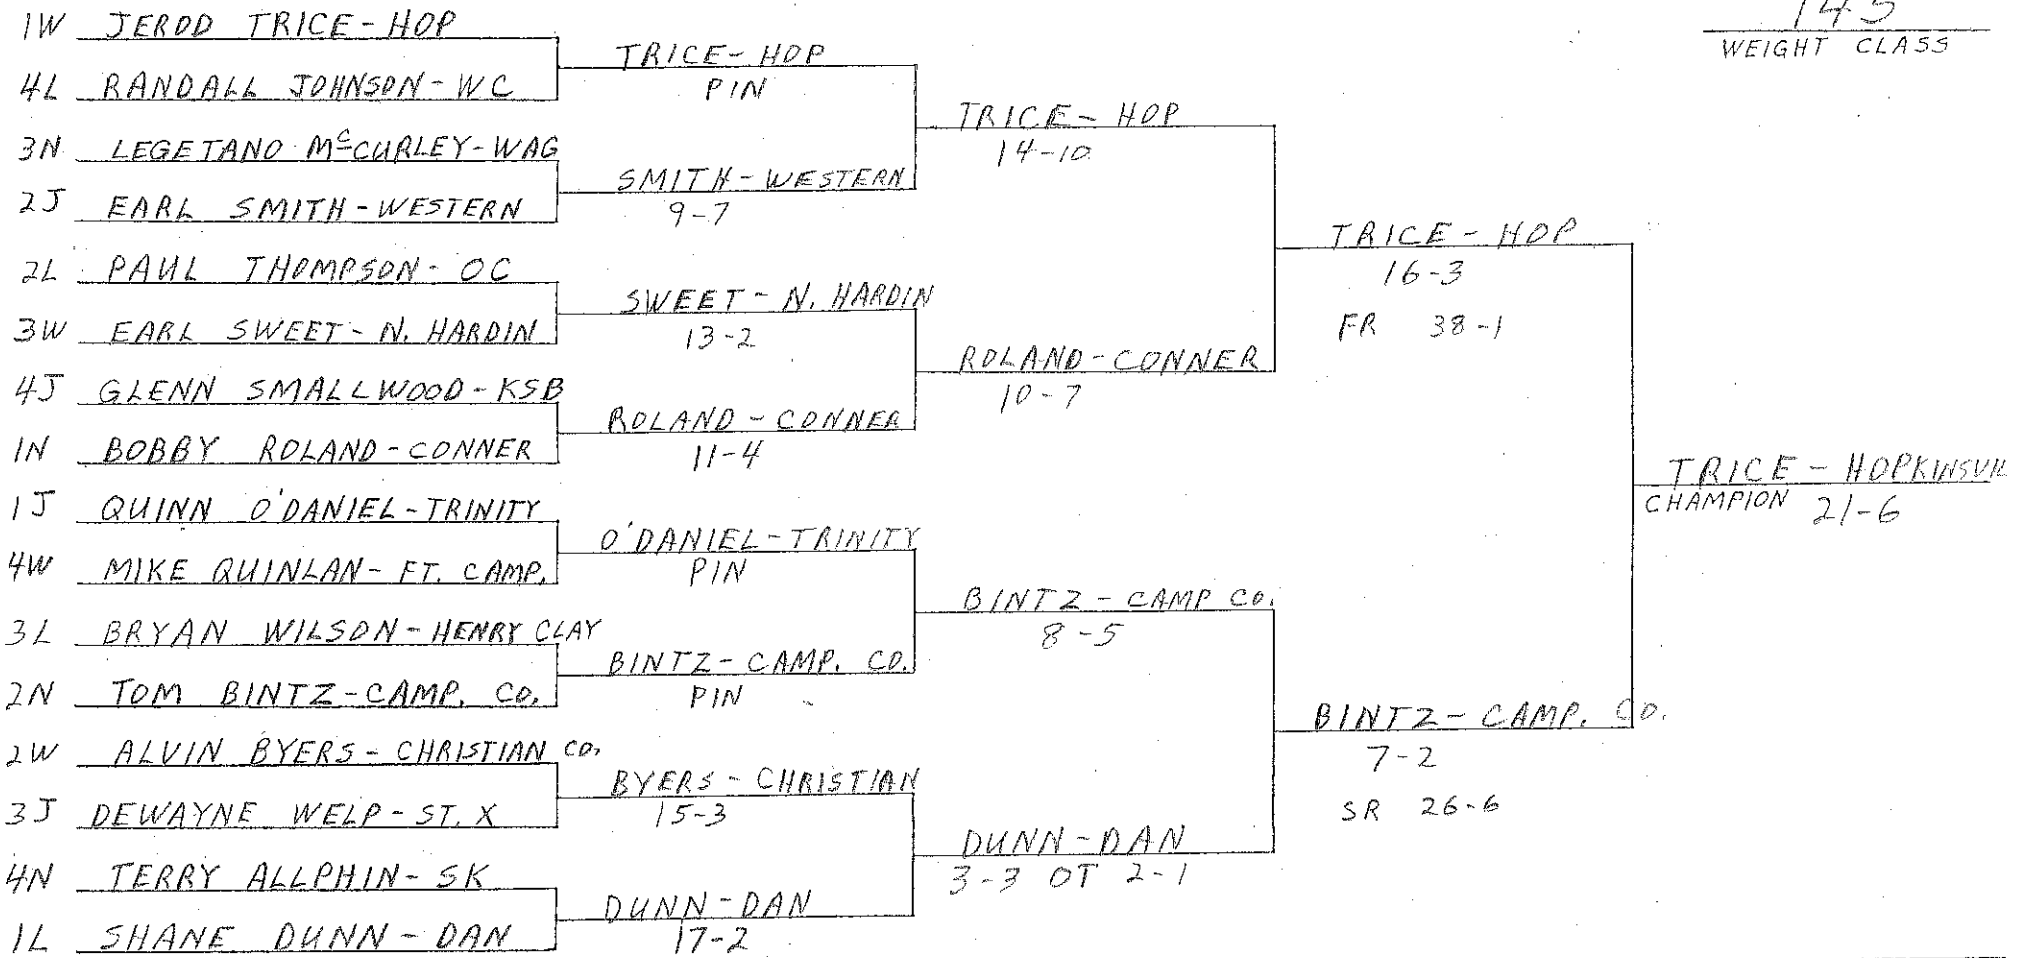 145
WEIGHT CLASS
1W JEROD TRICE - HOP
4L RANDALL JOHNSON - WC
3N LEGETANO McCURLEY - WAG
2J EARL SMITH - WESTERN
2L PAUL THOMPSON - OC
3W EARL SWEET - N. HARDIN
4J GLENN SMALLWOOD - KSB
1N BOBBY ROLAND - CONNER
1J QUINN O'DANIEL - TRINITY
4W MIKE QUINLAN - FT. CAMP.
3L BRYAN WILSON - HENRY CLAY
2N TOM BINTZ - CAMP. CO.
2W ALVIN BYERS - CHRISTIAN CO.
3J DEWAYNE WELP - ST. X
4N TERRY ALLPHIN - SK
1L SHANE DUNN - DAN
TRICE - HOP
PIN
SMITH - WESTERN
9-7
SWEET - N. HARDIN
13-2
ROLAND - CONNER
11-4
O'DANIEL - TRINITY
PIN
BINTZ - CAMP. CO.
PIN
BYERS - CHRISTIAN
15-3
DUNN - DAN
17-2
TRICE - HOP
14-10
ROLAND - CONNER
10-7
BINTZ - CAMP CO.
8-5
DUNN - DAN
3-3 OT 2-1
TRICE - HOP
16-3
FR 38-1
BINTZ - CAMP. CO.
7-2
SR 26-6
TRICE - HOPKINSVIL
CHAMPION 21-6